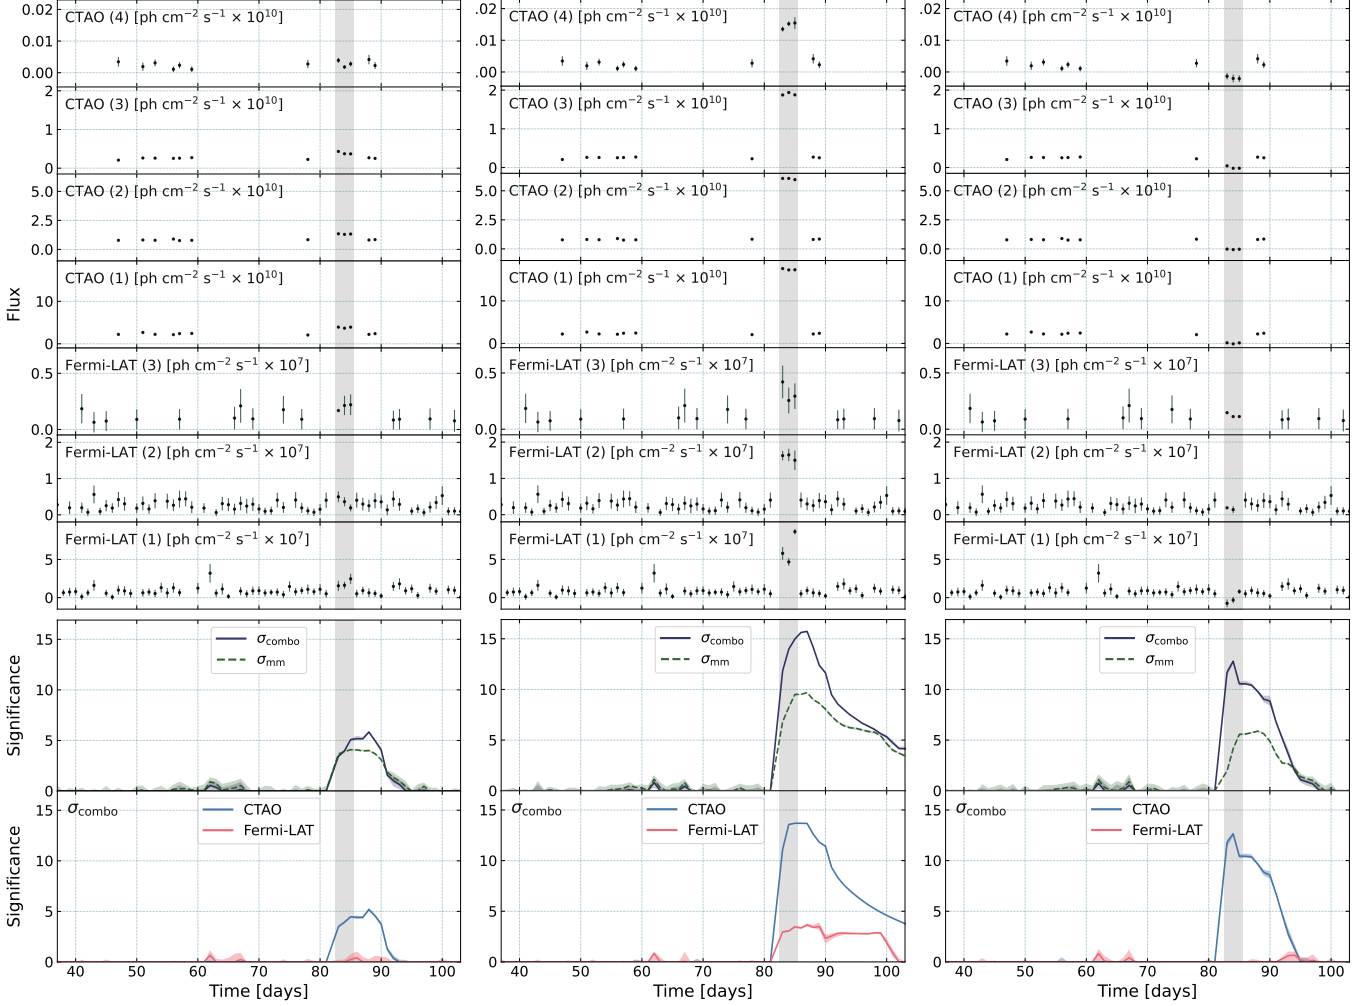 CTAO (4) [ph cm⁻² s⁻¹ × 10¹⁰]
CTAO (4) [ph cm⁻² s⁻¹ × 10¹⁰]
CTAO (4) [ph cm⁻² s⁻¹ × 10¹⁰]
0.02
0.01
0.00
.02
.01
.00
.02
.01
.00
CTAO (3) [ph cm⁻² s⁻¹ × 10¹⁰]
CTAO (3) [ph cm⁻² s⁻¹ × 10¹⁰]
CTAO (3) [ph cm⁻² s⁻¹ × 10¹⁰]
2
1
0
2
1
0
2
1
0
CTAO (2) [ph cm⁻² s⁻¹ × 10¹⁰]
CTAO (2) [ph cm⁻² s⁻¹ × 10¹⁰]
CTAO (2) [ph cm⁻² s⁻¹ × 10¹⁰]
5.0
2.5
0.0
5.0
2.5
0.0
5.0
2.5
0.0
Flux
CTAO (1) [ph cm⁻² s⁻¹ × 10¹⁰]
CTAO (1) [ph cm⁻² s⁻¹ × 10¹⁰]
CTAO (1) [ph cm⁻² s⁻¹ × 10¹⁰]
10
0
10
0
10
0
Fermi-LAT (3) [ph cm⁻² s⁻¹ × 10⁷]
Fermi-LAT (3) [ph cm⁻² s⁻¹ × 10⁷]
Fermi-LAT (3) [ph cm⁻² s⁻¹ × 10⁷]
0.5
0.0
0.5
0.0
0.5
0.0
Fermi-LAT (2) [ph cm⁻² s⁻¹ × 10⁷]
Fermi-LAT (2) [ph cm⁻² s⁻¹ × 10⁷]
Fermi-LAT (2) [ph cm⁻² s⁻¹ × 10⁷]
2
1
0
2
1
0
2
1
0
Fermi-LAT (1) [ph cm⁻² s⁻¹ × 10⁷]
Fermi-LAT (1) [ph cm⁻² s⁻¹ × 10⁷]
Fermi-LAT (1) [ph cm⁻² s⁻¹ × 10⁷]
5
0
5
0
5
0
Significance
15
10
5
0
σcombo
σmm
15
10
5
0
σcombo
σmm
15
10
5
0
σcombo
σmm
Significance
15
10
5
0
σcombo
CTAO
Fermi-LAT
40 50 60 70 80 90 100
Time [days]
15
10
5
0
σcombo
CTAO
Fermi-LAT
40 50 60 70 80 90 100
Time [days]
15
10
5
0
σcombo
CTAO
Fermi-LAT
40 50 60 70 80 90 100
Time [days]